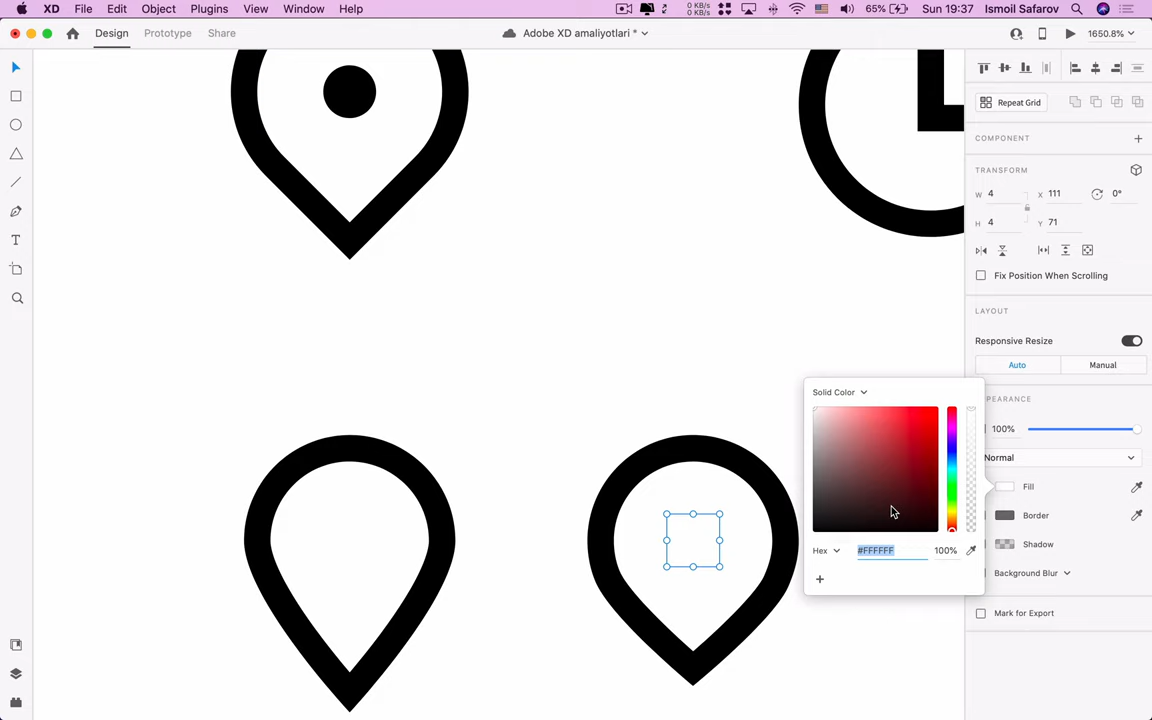 XD File Edit Object Plugins View Window Help 0 KB/s 0 KB/s 65% Sun 19:37 Ismoil Safarov
Design Prototype Share Adobe XD amaliyotlari * 1650.8%
Repeat Grid
COMPONENT
TRANSFORM
W 4 X 111 0°
H 4 Y 71
Fix Position When Scrolling
LAYOUT
Responsive Resize
Auto Manual
Solid Color
PEARANCE
100%
Normal
Fill
Border
Shadow
Hex #FFFFFF 100%
Background Blur
Mark for Export